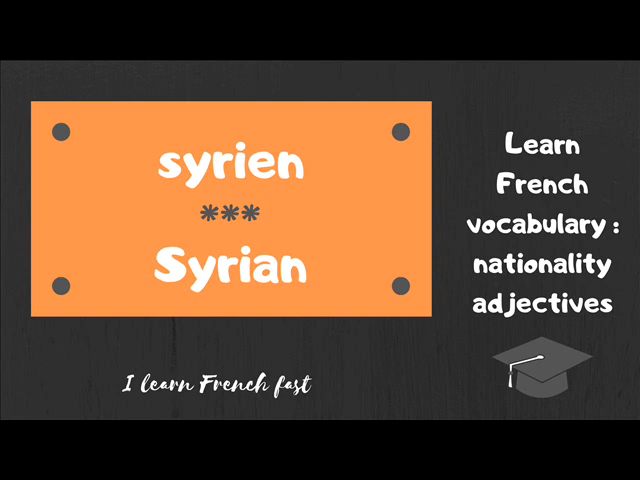 syrien
***
Syrian
Learn
French
vocabulary :
nationality
adjectives
I learn French fast